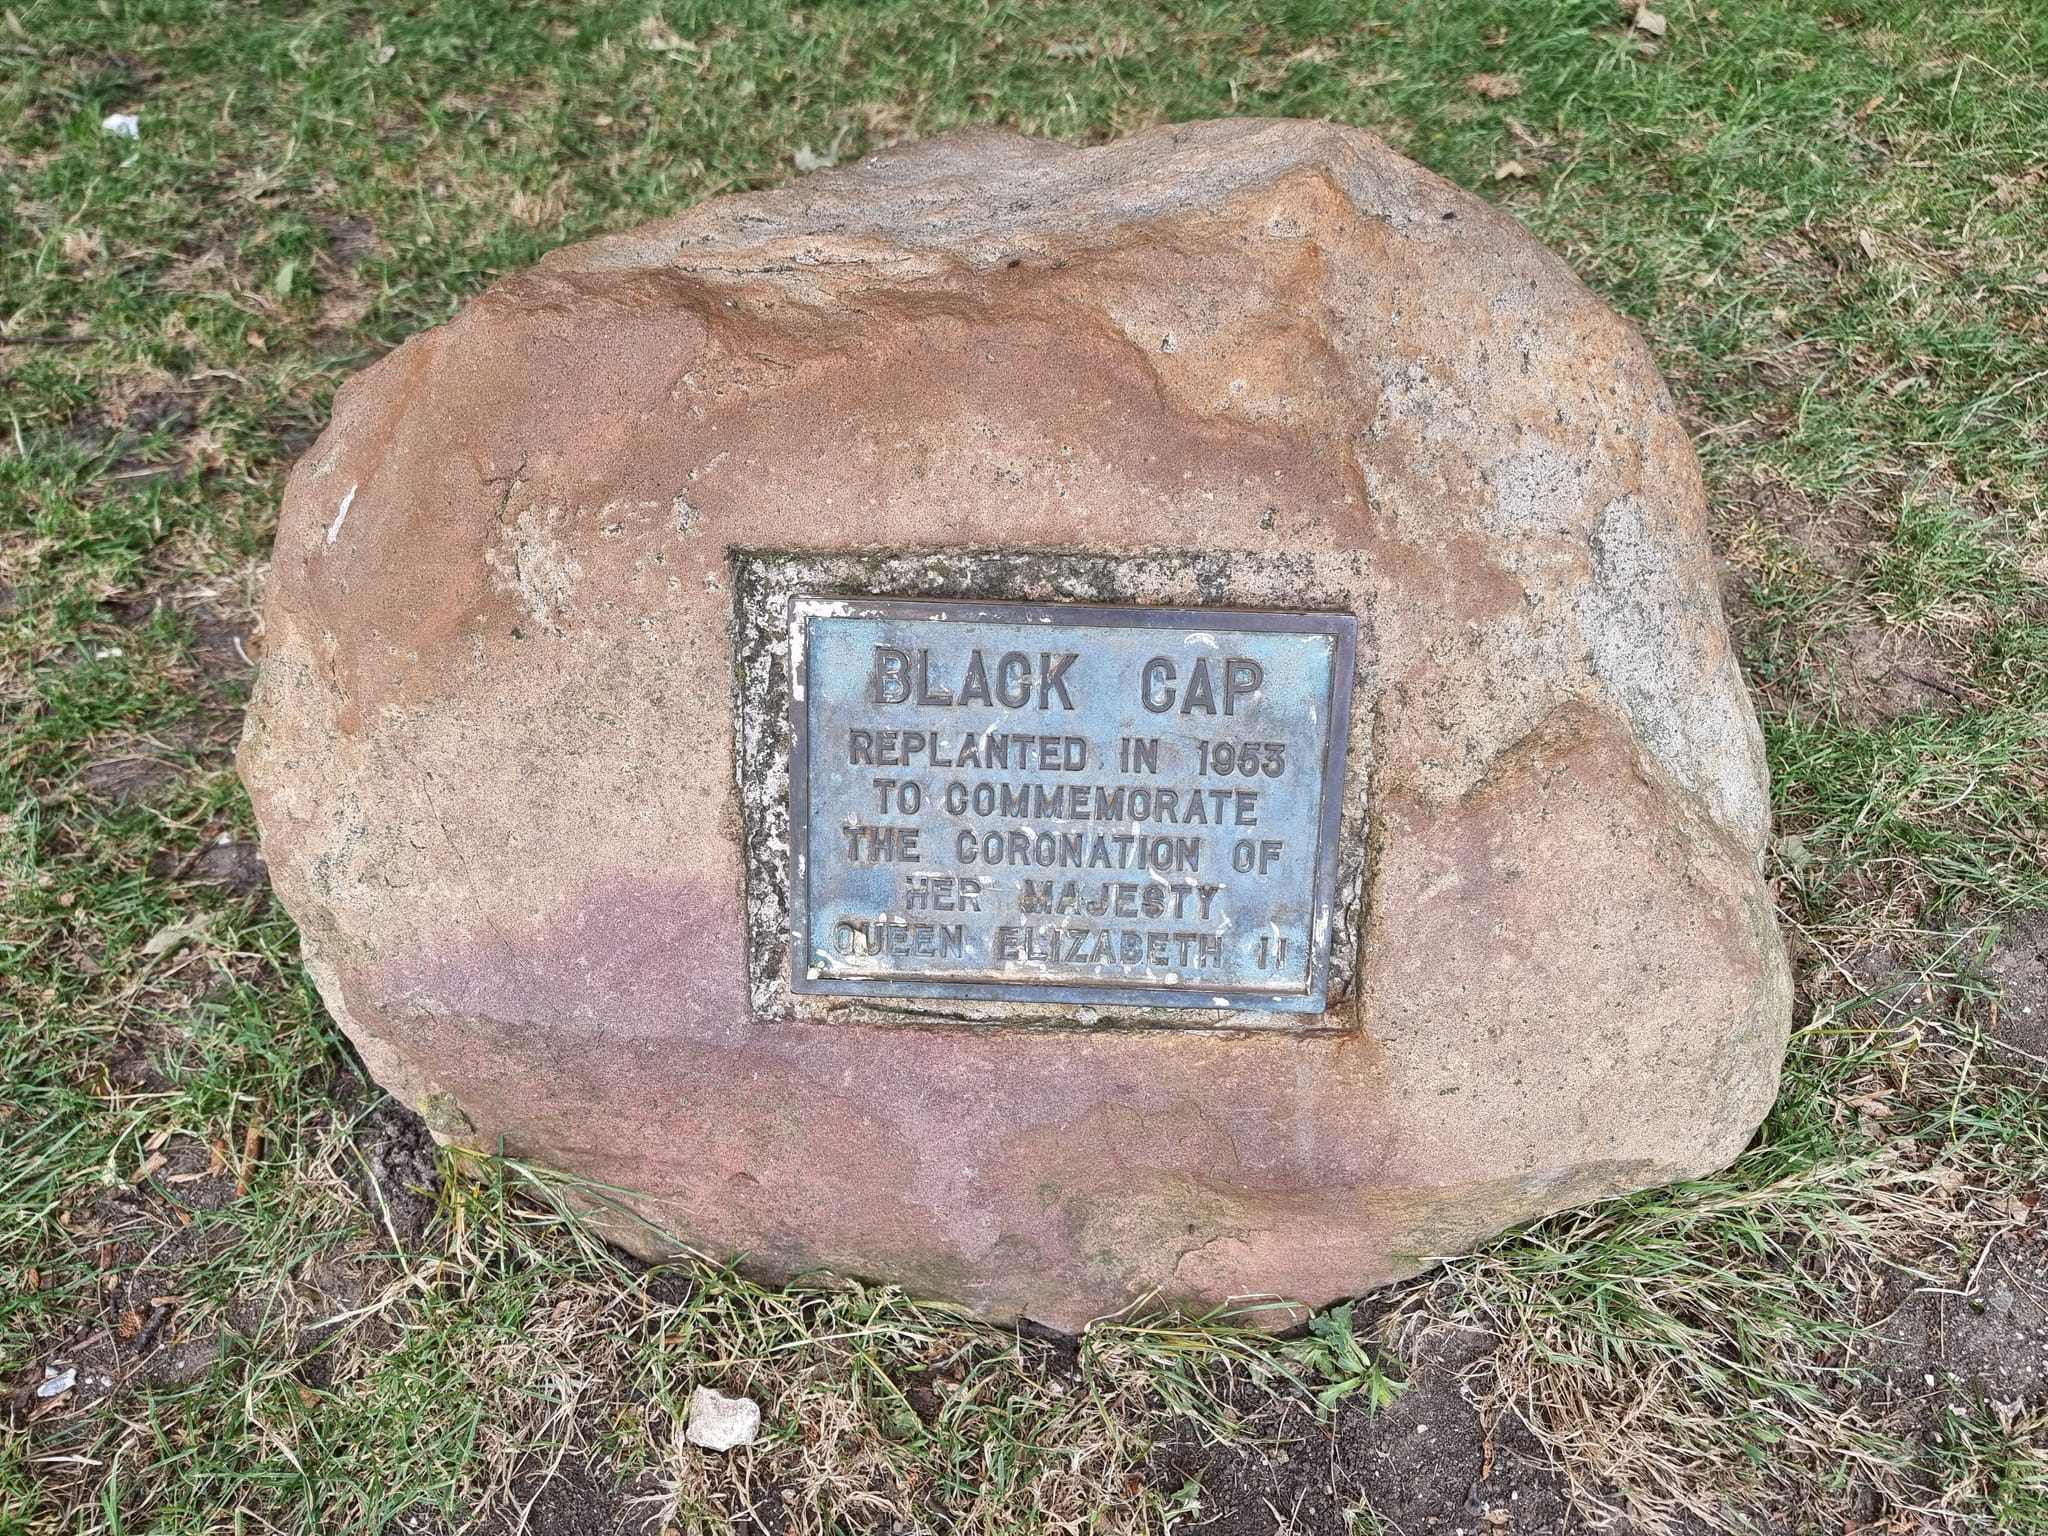 BLACK CAP
REPLANTED IN 1953
TO COMMEMORATE
THE CORONATION OF
HER MAJESTY
QUEEN ELIZABETH II